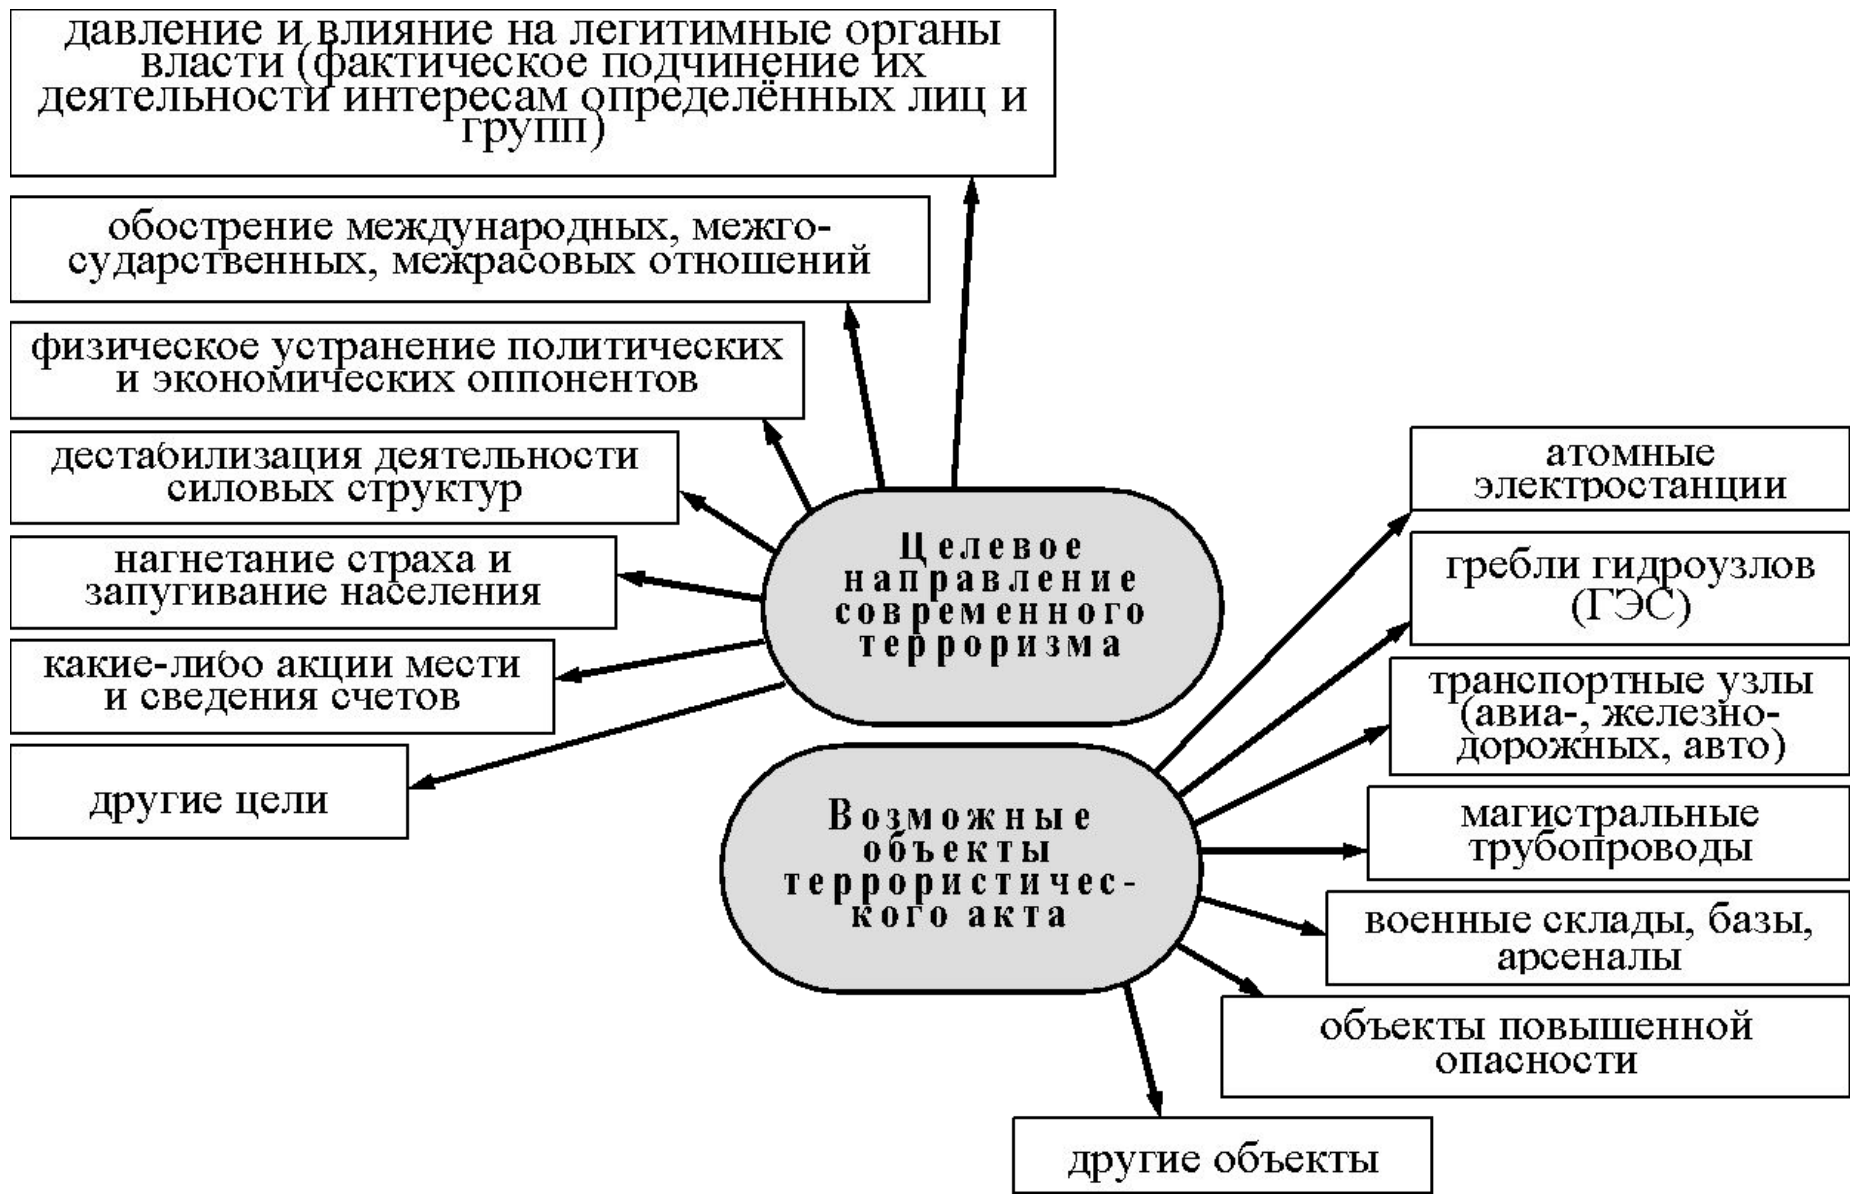 давление и влияние на легитимные органы
власти (фактическое подчинение их
деятельности интересам определённых лиц и
групп)
обострение международных, межго-
сударственных, межрасовых отношений
физическое устранение политических
и экономических оппонентов
дестабилизация деятельности
силовых структур
нагнетание страха и
запугивание населения
какие-либо акции мести
и сведения счетов
другие цели
Целевое
направление
современного
терроризма
Возможные
объекты
террористичес-
кого акта
атомные
электростанции
гребли гидроузлов
(ГЭС)
транспортные узлы
(авиа-, железно-
дорожных, авто)
магистральные
трубопроводы
военные склады, базы,
арсеналы
объекты повышенной
опасности
другие объекты